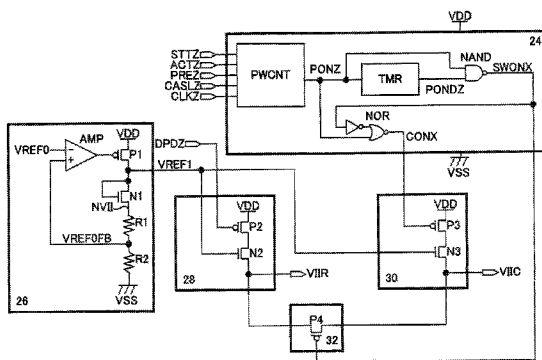 VDD
24
STTZ
ACTZ
PREZ
CASLZ
CLKZ
PWCNT
PONZ
TMR
PONDZ
NAND
SWONX
NOR
CONX
VSS
AMP
VDD
VREF0
P1
DPDZ
VREF1
N1
NVII
R1
VREF0FB
R2
VSS
26
VDD
P2
N2
28
VIIR
VDD
P3
N3
30
VIIC
P4
32